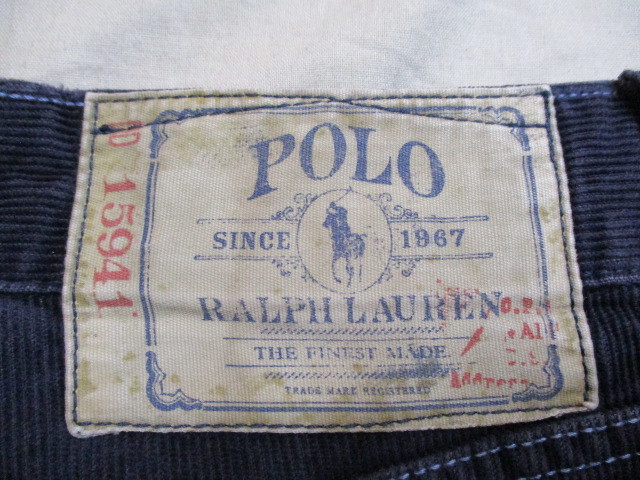 POLO
SINCE 1967
RALPH LAUREN
THE FINEST MADE
TRADE MARK REGISTERED
15941